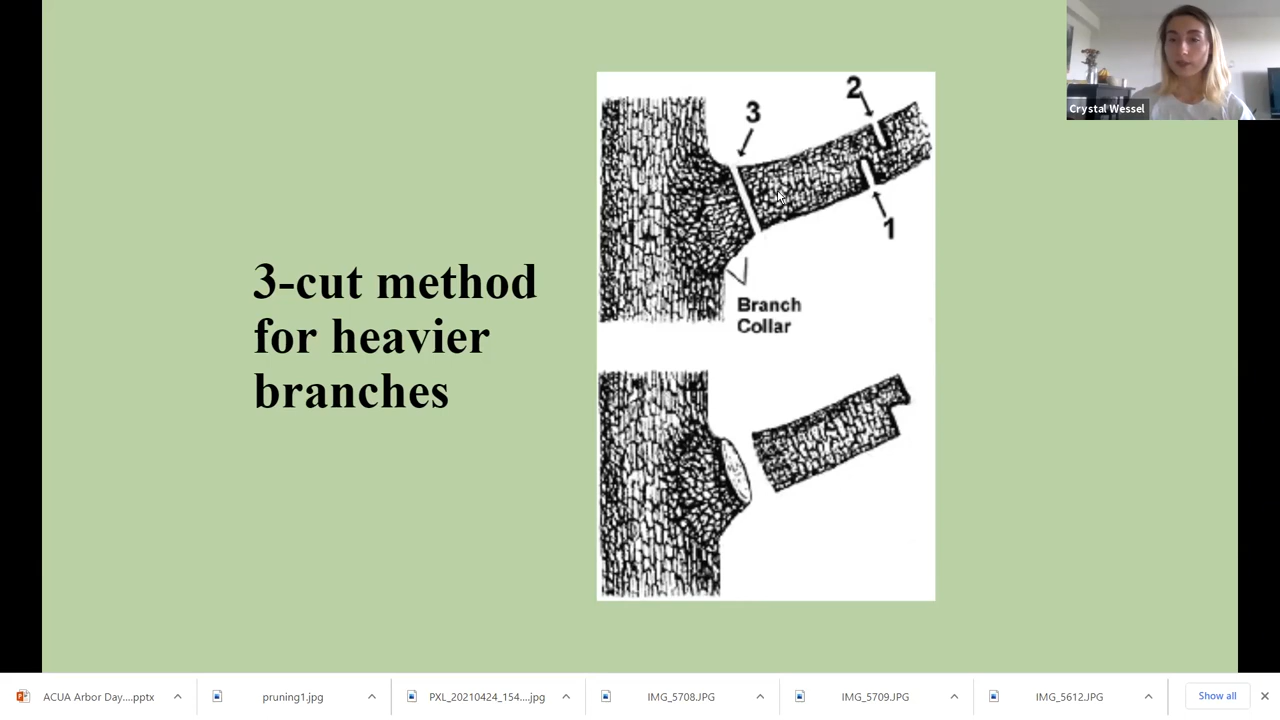 Crystal Wessel
3-cut method
for heavier
branches
3
2
1
Branch
Collar
ACUA Arbor Day....pptx
pruning1.jpg
PXL_20210424_154....jpg
IMG_5708.JPG
IMG_5709.JPG
IMG_5612.JPG
Show all